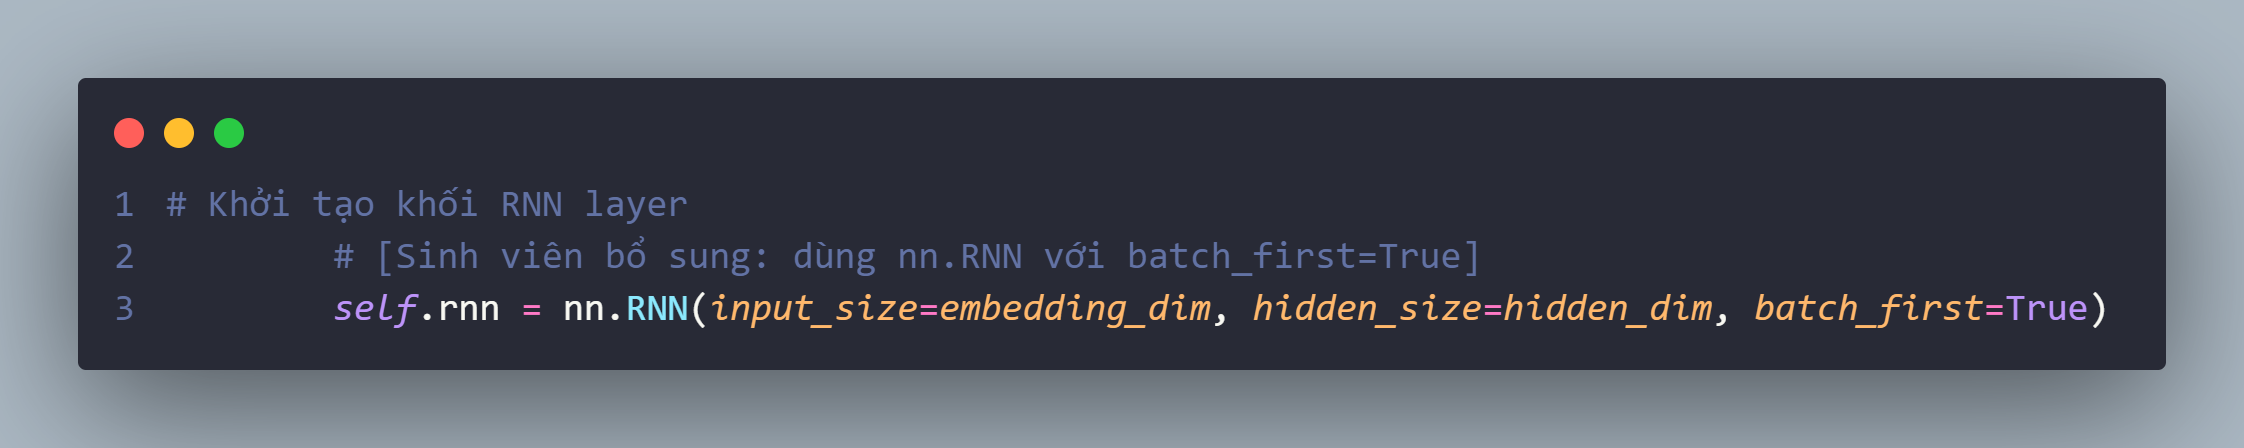 1 # Khởi tạo khối RNN layer
2         # [Sinh viên bổ sung: dùng nn.RNN với batch_first=True]
3         self.rnn = nn.RNN(input_size=embedding_dim, hidden_size=hidden_dim, batch_first=True)